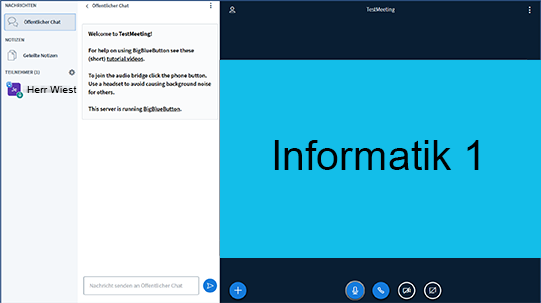 NACHRICHTEN
Öffentlicher Chat
NOTIZEN
Geteilte Notizen
TEILNEHMER (1)
Herr Wiest
Öffentlicher Chat
Welcome to TestMeeting!
For help on using BigBlueButton see these
(short) tutorial videos.
To join the audio bridge click the phone button.
Use a headset to avoid causing background noise
for others.
This server is running BigBlueButton.
Nachricht senden an Öffentlicher Chat
TestMeeting
Informatik 1